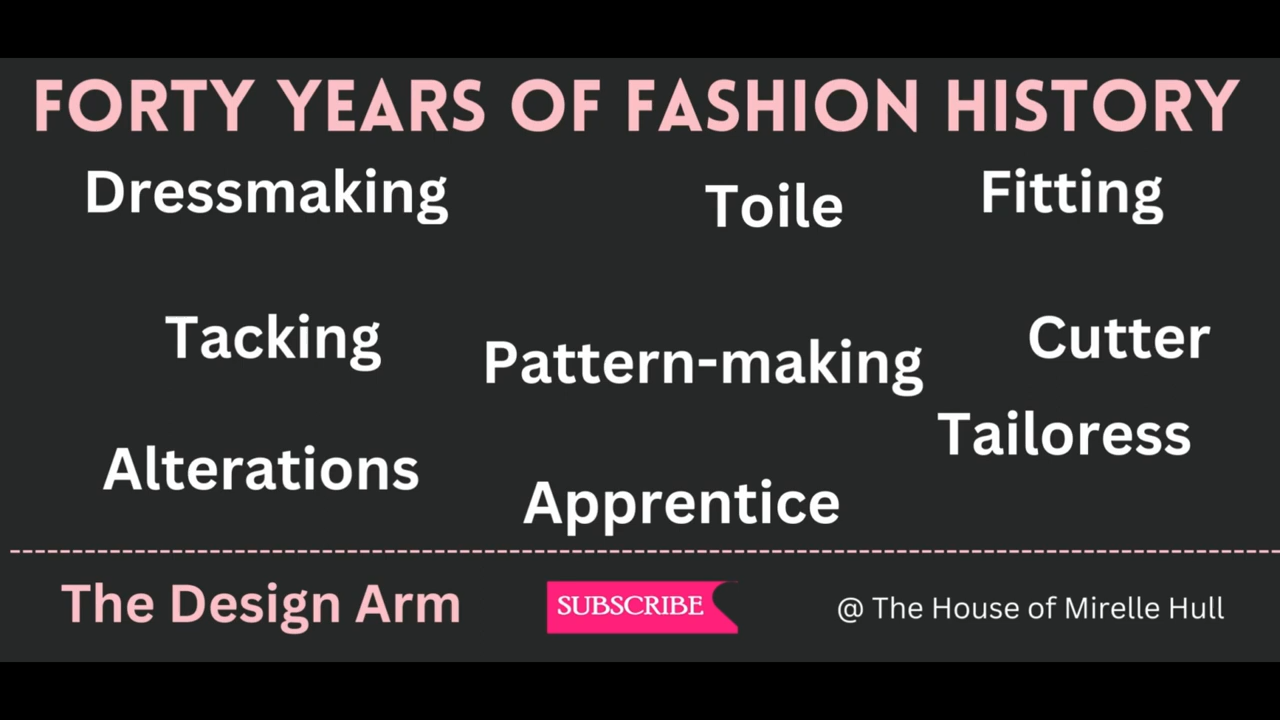 FORTY YEARS OF FASHION HISTORY
Dressmaking
Toile
Fitting
Tacking
Pattern-making
Cutter
Tailoress
Alterations
Apprentice
The Design Arm
SUBSCRIBE
@ The House of Mirelle Hull